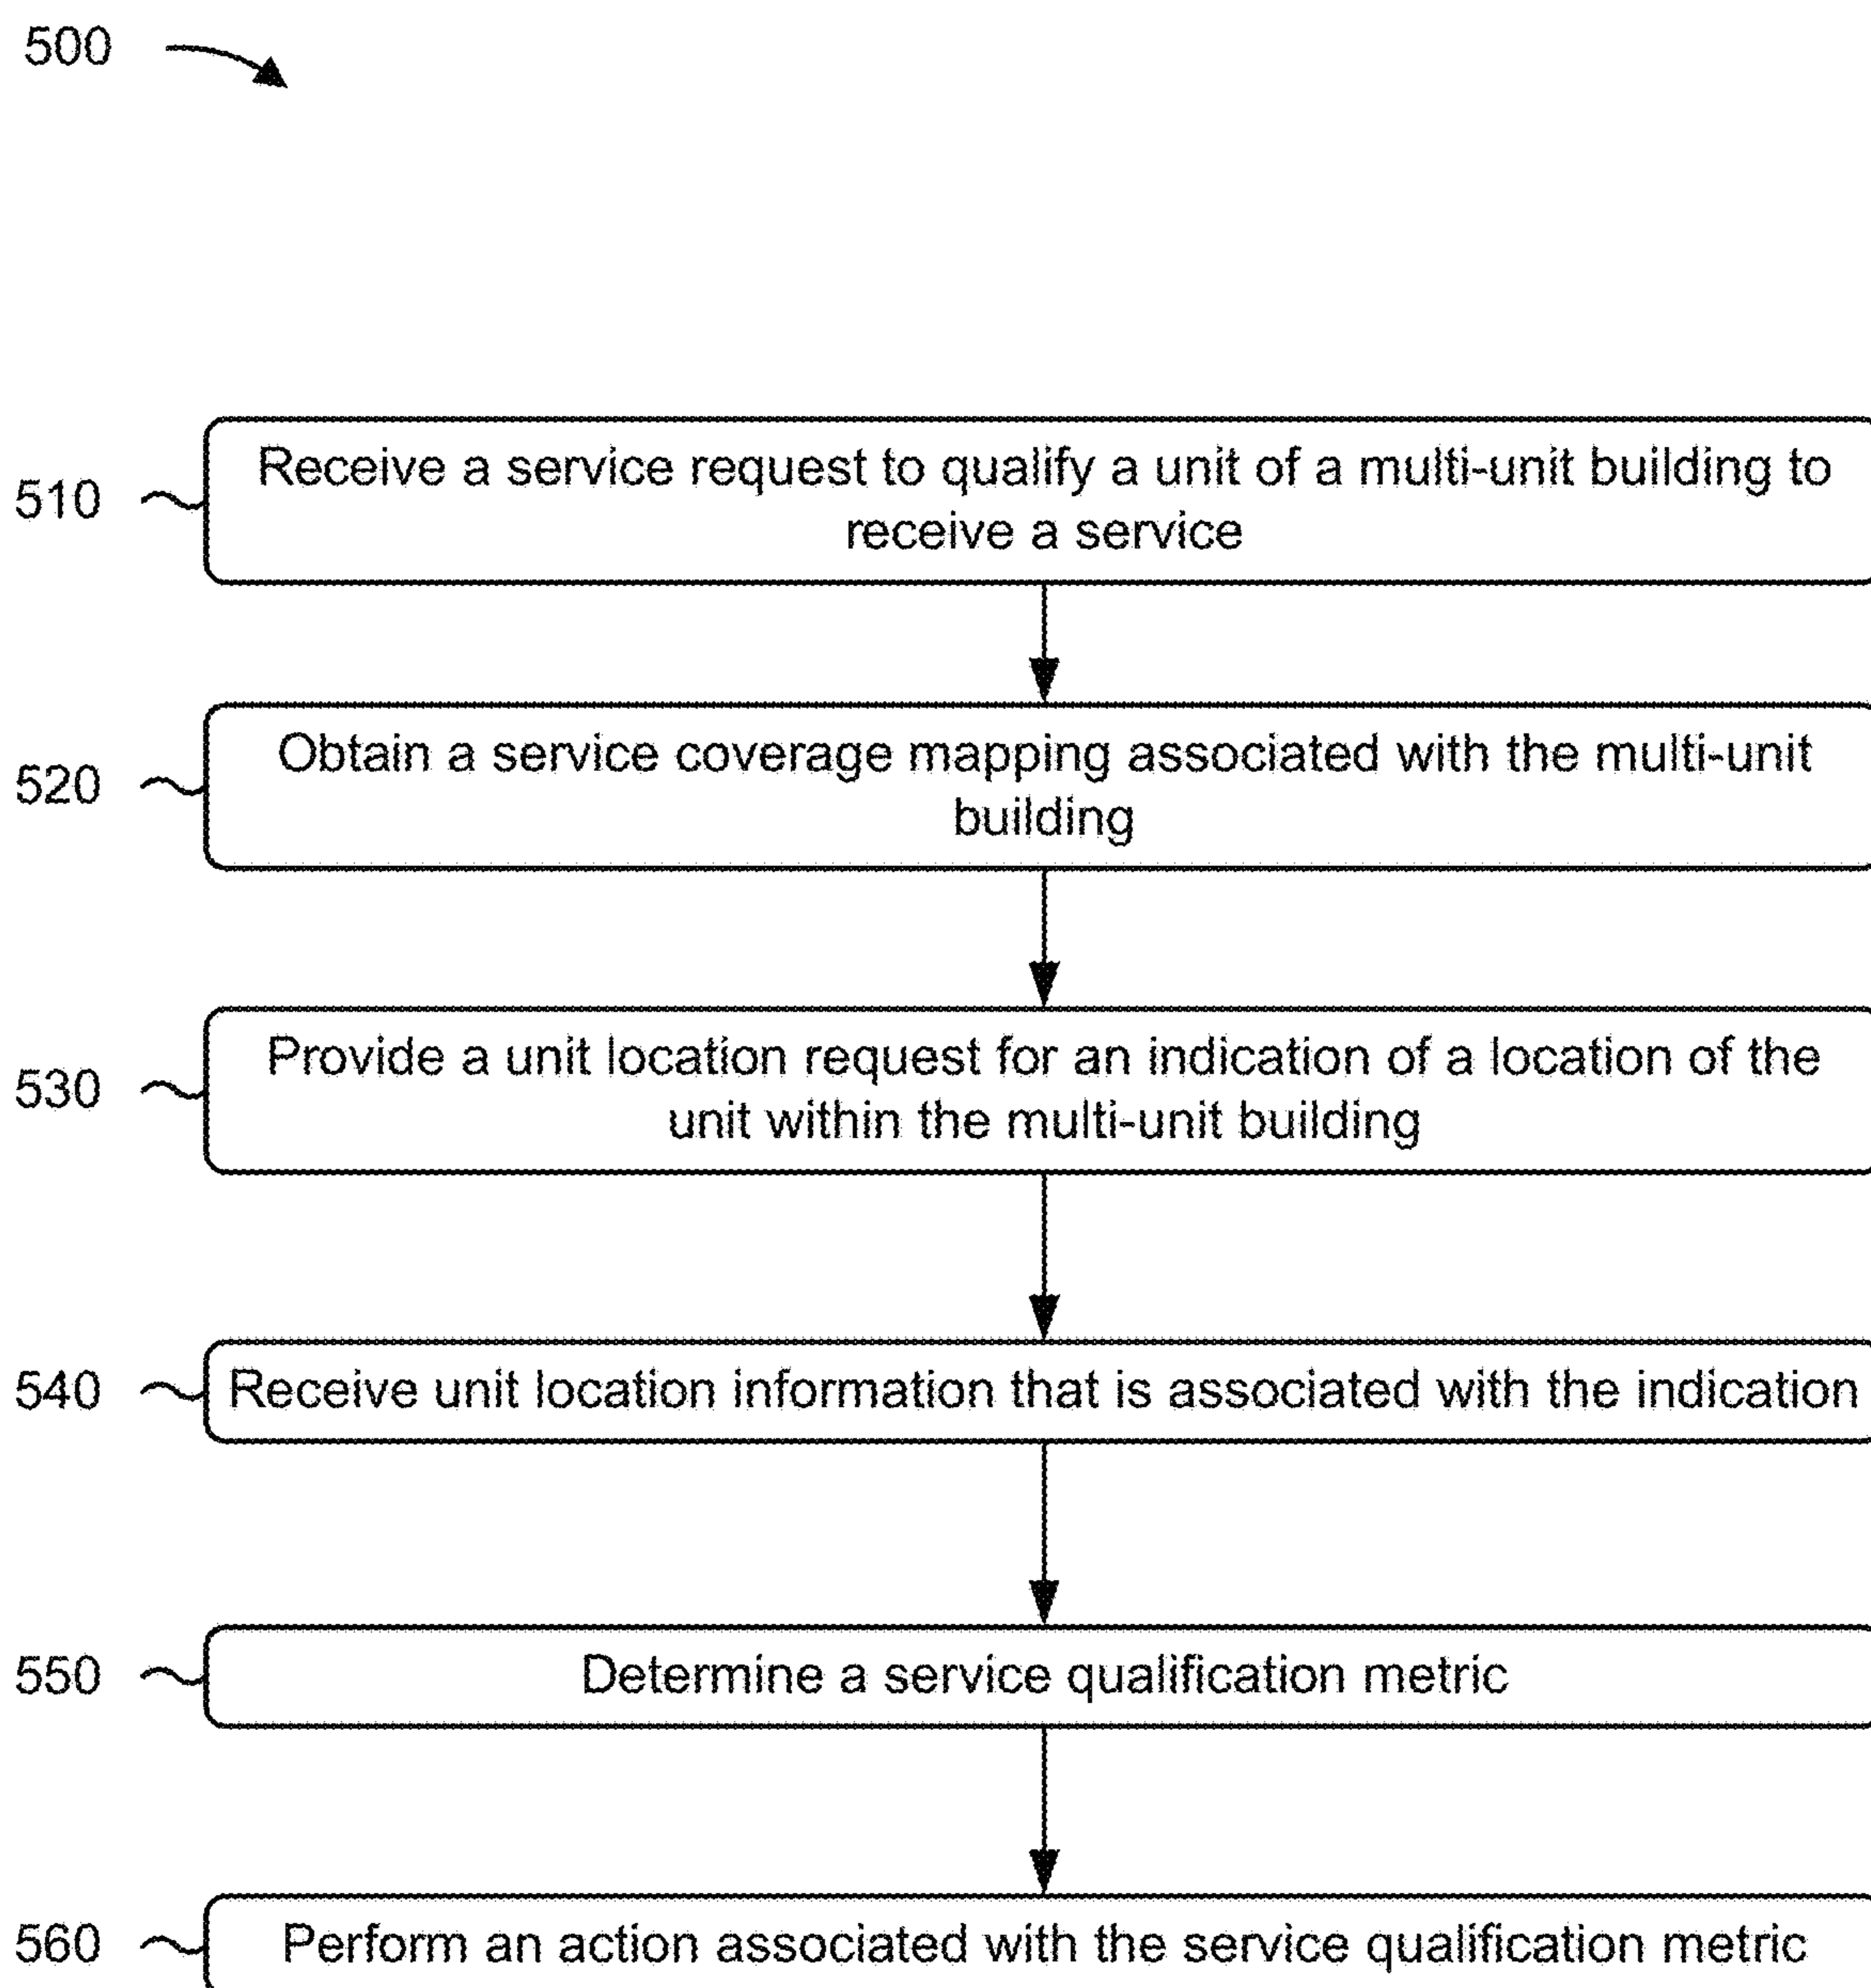 500
510
Receive a service request to qualify a unit of a multi-unit building to
receive a service
520
Obtain a service coverage mapping associated with the multi-unit
building
530
Provide a unit location request for an indication of a location of the
unit within the multi-unit building
540
Receive unit location information that is associated with the indication
550
Determine a service qualification metric
560
Perform an action associated with the service qualification metric